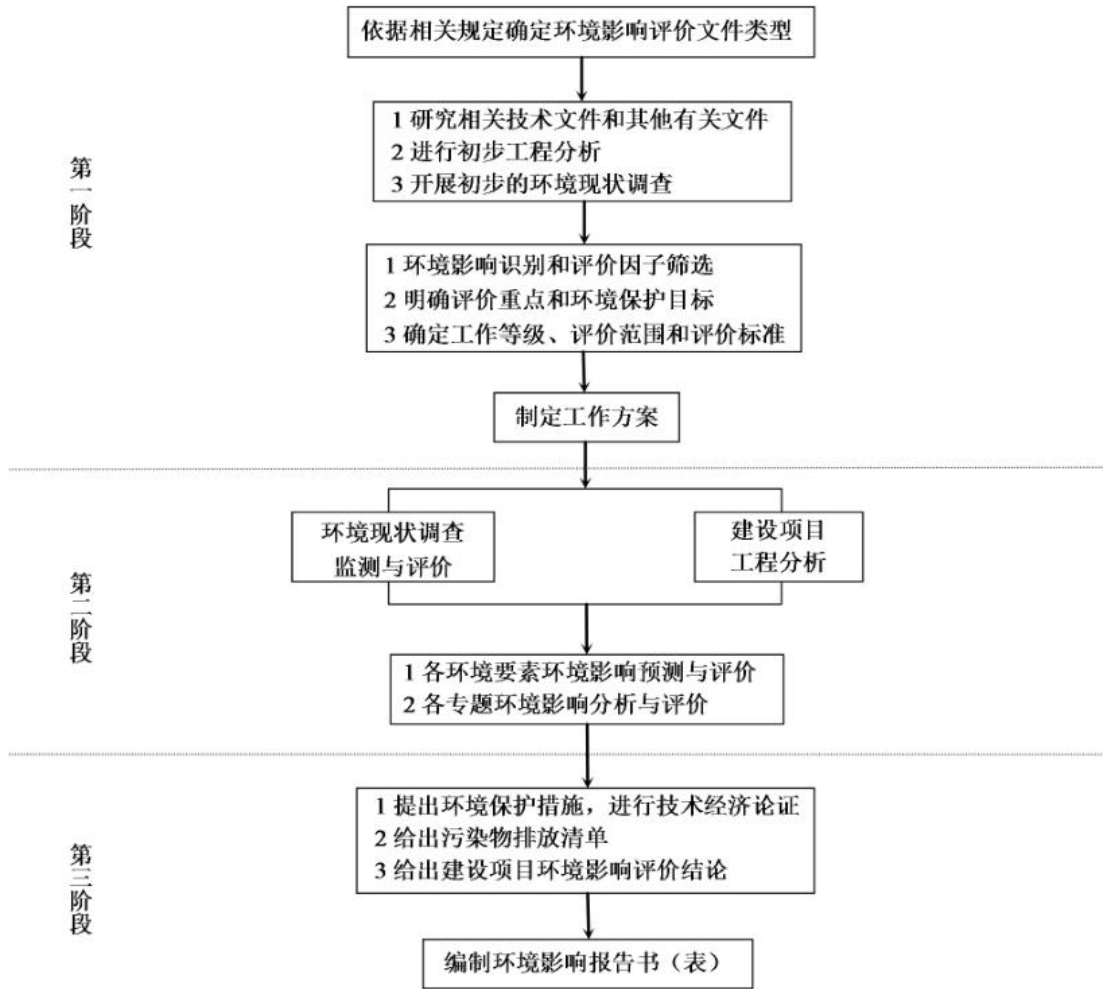 依据相关规定确定环境影响评价文件类型
第一阶段
1 研究相关技术文件和其他有关文件
2 进行初步工程分析
3 开展初步的环境现状调查
1 环境影响识别和评价因子筛选
2 明确评价重点和环境保护目标
3 确定工作等级、评价范围和评价标准
制定工作方案
第二阶段
环境现状调查
监测与评价
建设项目
工程分析
1 各环境要素环境影响预测与评价
2 各专题环境影响分析与评价
第三阶段
1 提出环境保护措施，进行技术经济论证
2 给出污染物排放清单
3 给出建设项目环境影响评价结论
编制环境影响报告书（表）